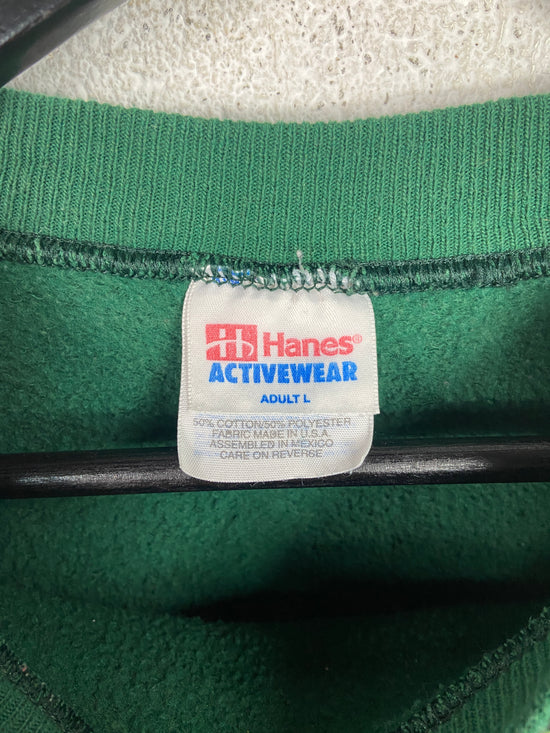 Hanes®
ACTIVEWEAR
ADULT L
50% COTTON/50% POLYESTER
FABRIC MADE IN U.S.A.
ASSEMBLED IN MEXICO
CARE ON REVERSE